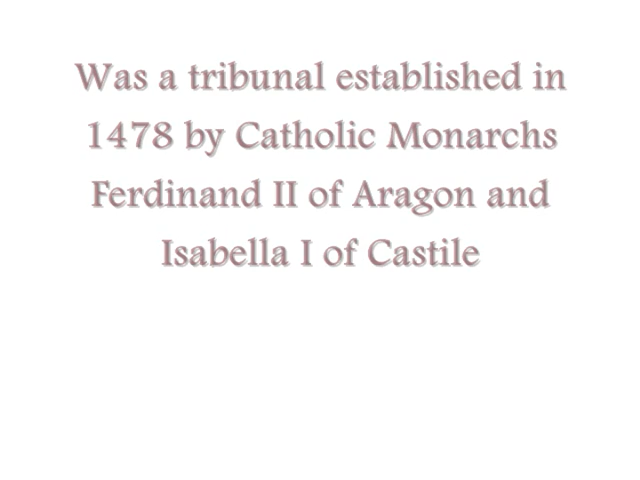 Was a tribunal established in
1478 by Catholic Monarchs
Ferdinand II of Aragon and
Isabella I of Castile